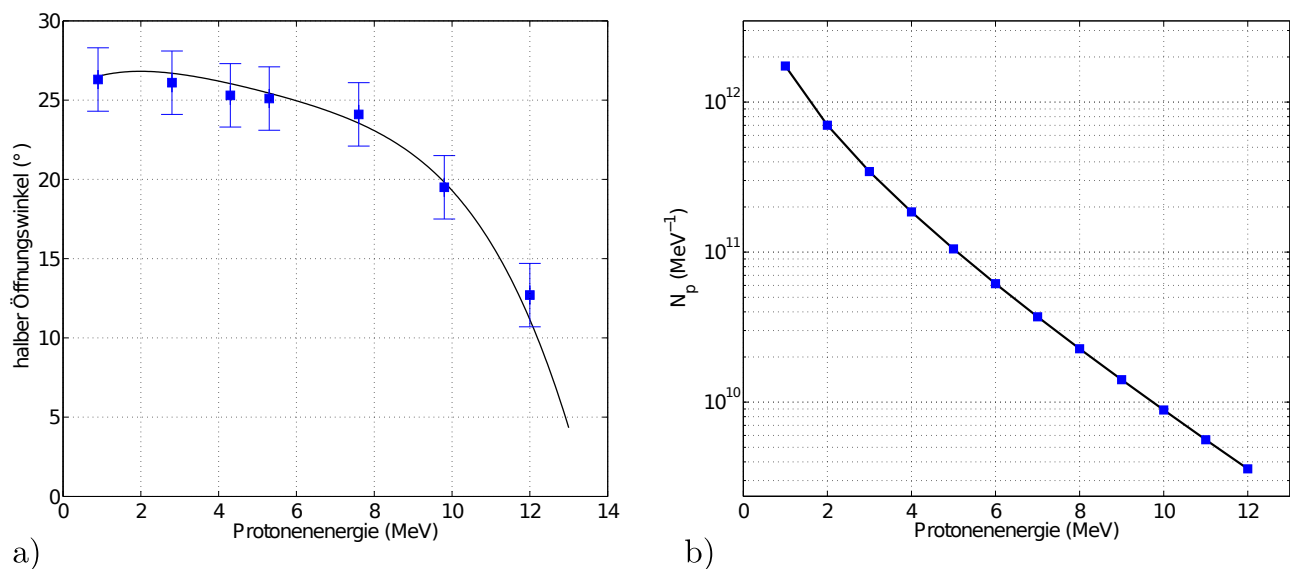 30
25
20
15
10
5
0
halber Öffnungswinkel (°)
0 2 4 6 8 10 12 14
Protonenenergie (MeV)
a)
10^12
10^11
10^10
N_p (MeV^−1)
0 2 4 6 8 10 12
Protonenenergie (MeV)
b)